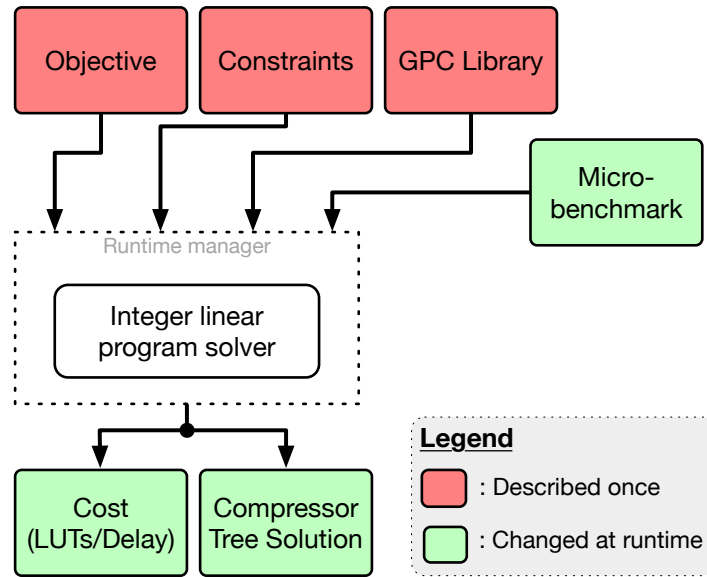 Objective
Constraints
GPC Library
Micro-
benchmark
Runtime manager
Integer linear
program solver
Cost
(LUTs/Delay)
Compressor
Tree Solution
Legend
: Described once
: Changed at runtime